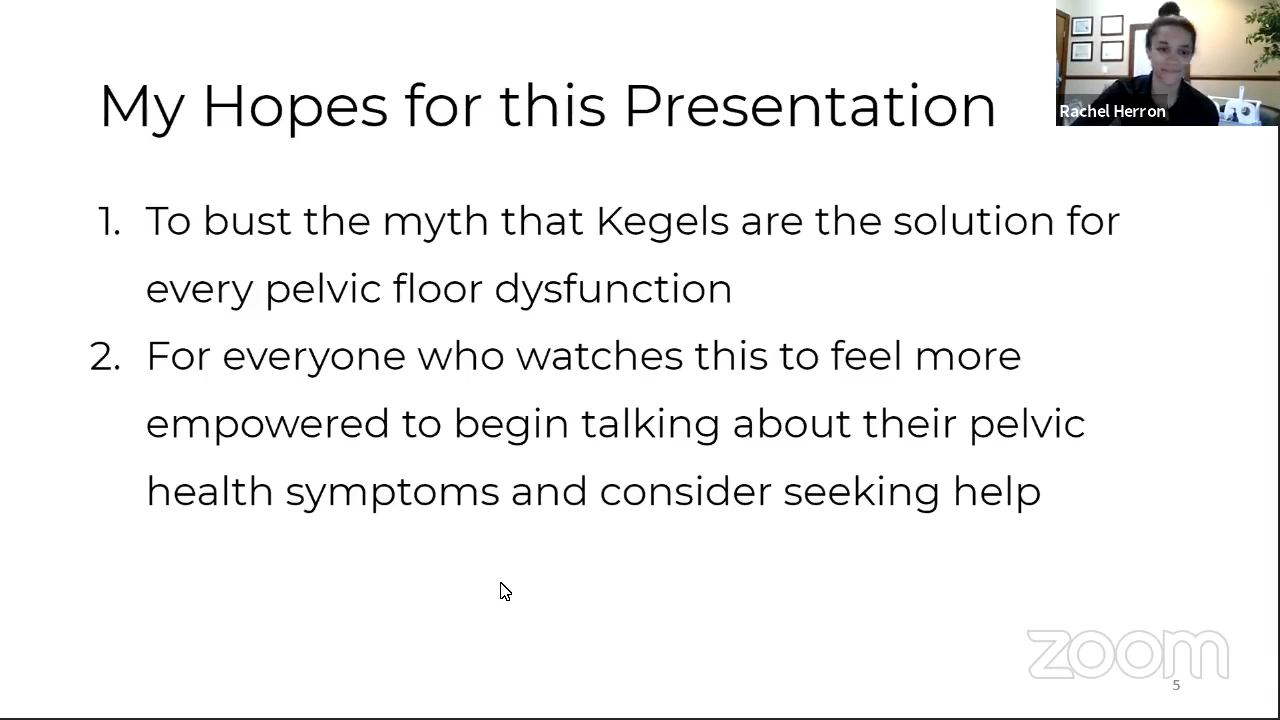 My Hopes for this Presentation
Rachel Herron
1. To bust the myth that Kegels are the solution for
every pelvic floor dysfunction
2. For everyone who watches this to feel more
empowered to begin talking about their pelvic
health symptoms and consider seeking help
zoom
5